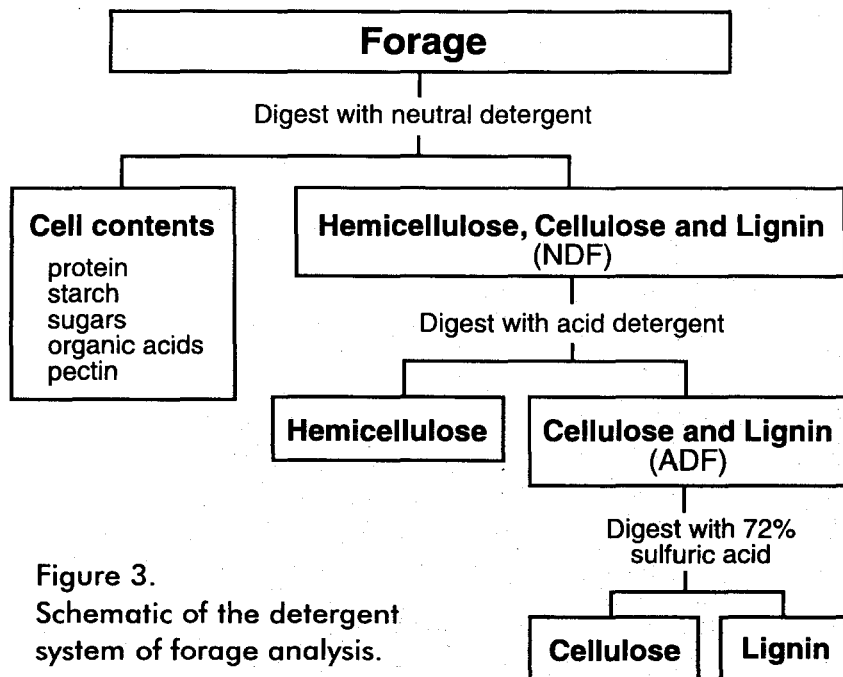 Forage
Digest with neutral detergent
Cell contents
protein
starch
sugars
organic acids
pectin
Hemicellulose, Cellulose and Lignin
(NDF)
Digest with acid detergent
Hemicellulose
Cellulose and Lignin
(ADF)
Digest with 72%
sulfuric acid
Cellulose
Lignin
Figure 3.
Schematic of the detergent
system of forage analysis.